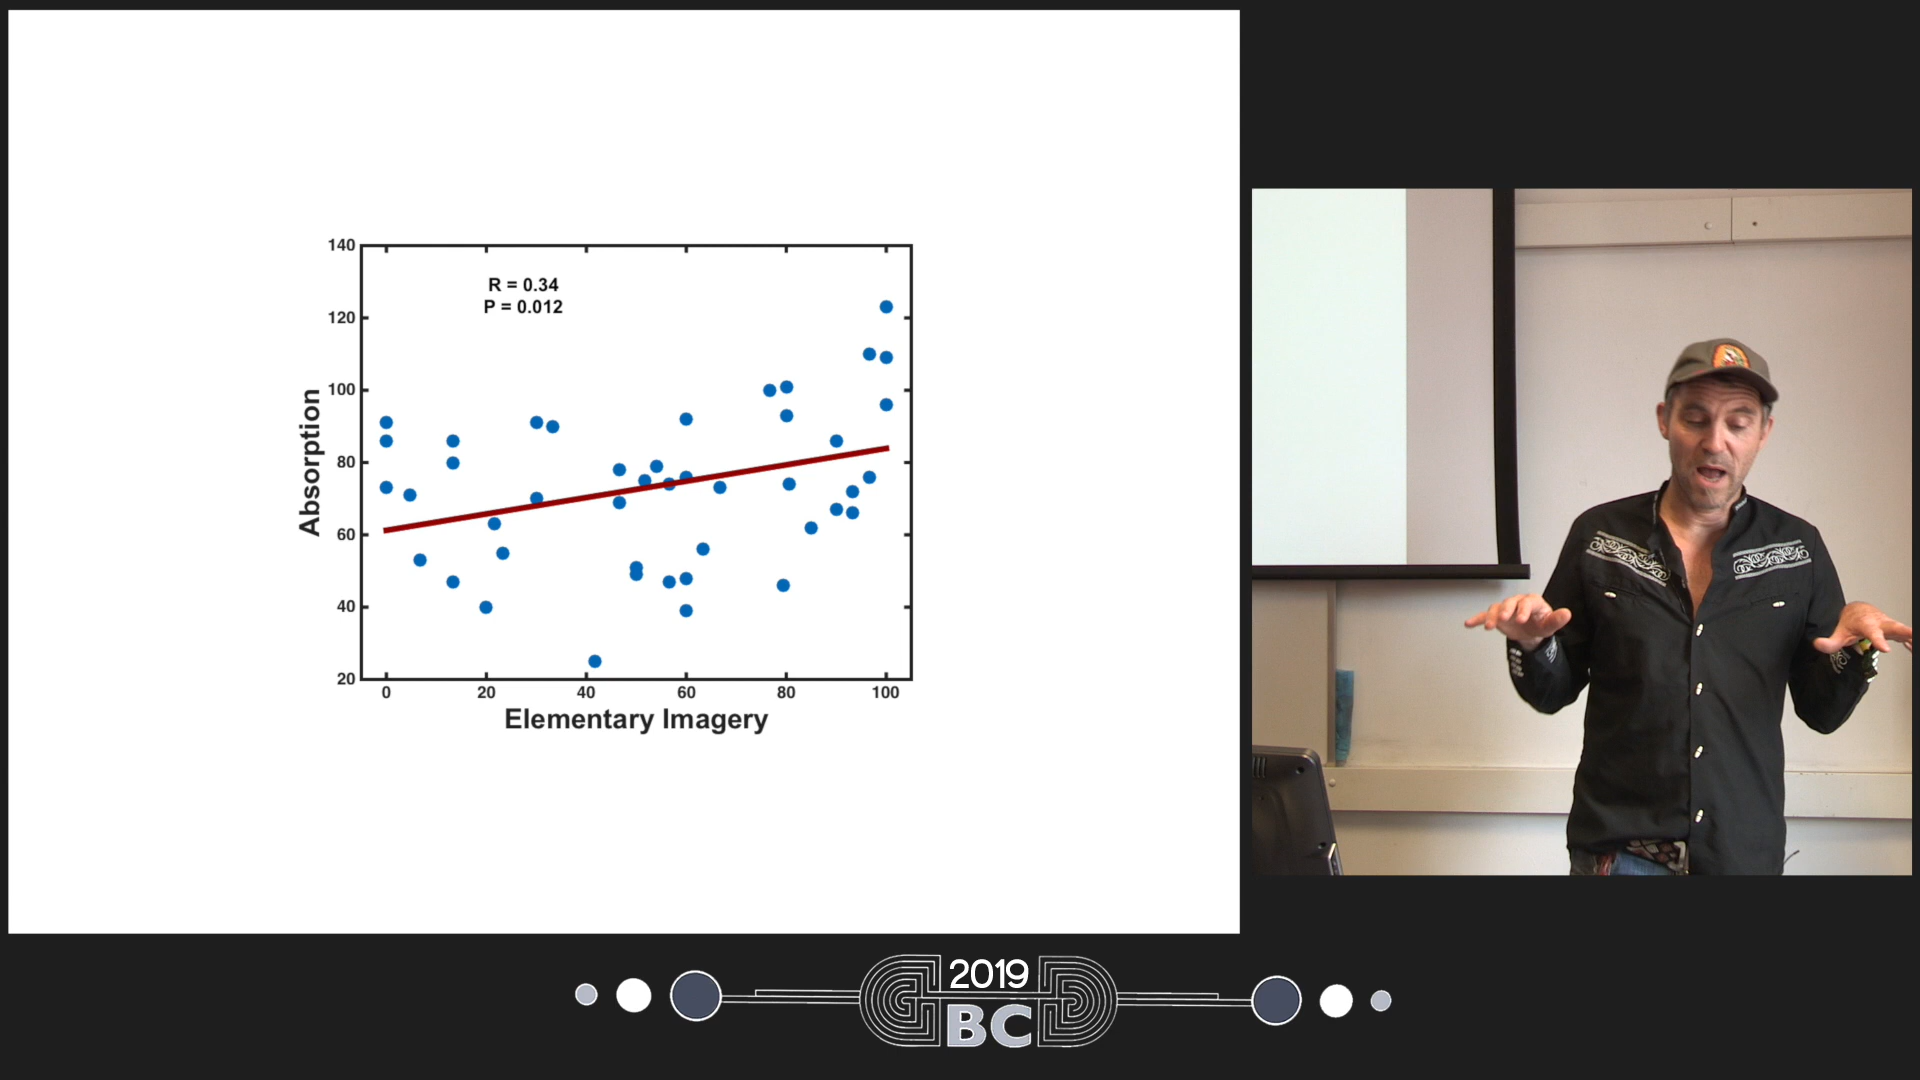 140
120
100
80
60
40
20
R = 0.34
P = 0.012
Absorption
0 20 40 60 80 100
Elementary Imagery
2019
BC